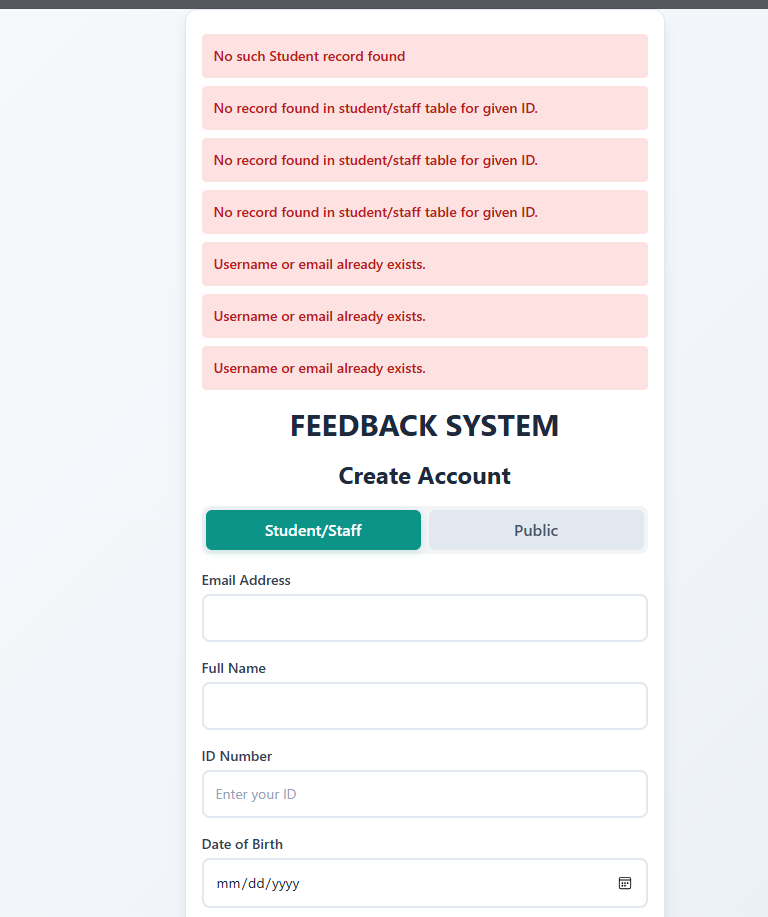 No such Student record found
No record found in student/staff table for given ID.
No record found in student/staff table for given ID.
No record found in student/staff table for given ID.
Username or email already exists.
Username or email already exists.
Username or email already exists.
FEEDBACK SYSTEM
Create Account
Student/Staff Public
Email Address
Full Name
ID Number
Enter your ID
Date of Birth
mm/dd/yyyy